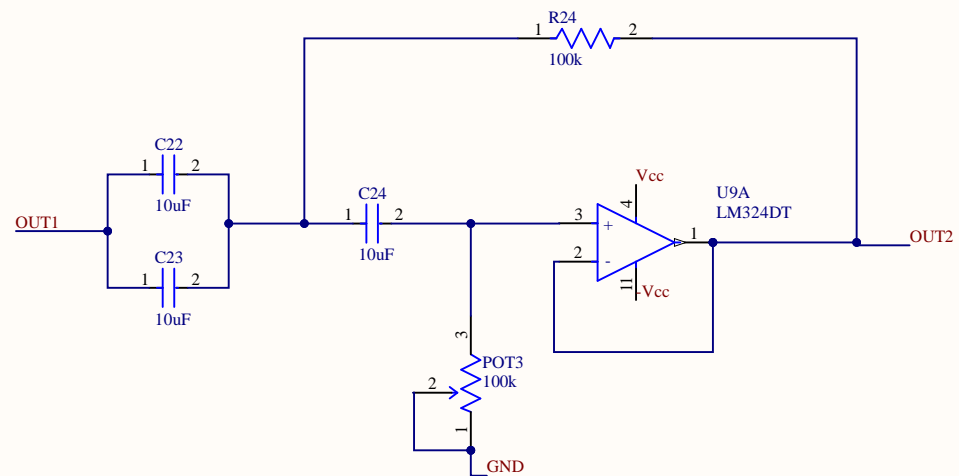 R24
1
2
100k
C22
1
2
10uF
OUT1
C23
1
2
10uF
C24
1
2
10uF
Vcc
4
U9A
LM324DT
3
+
2
-
1
11
-Vcc
OUT2
3
POT3
100k
2
1
GND